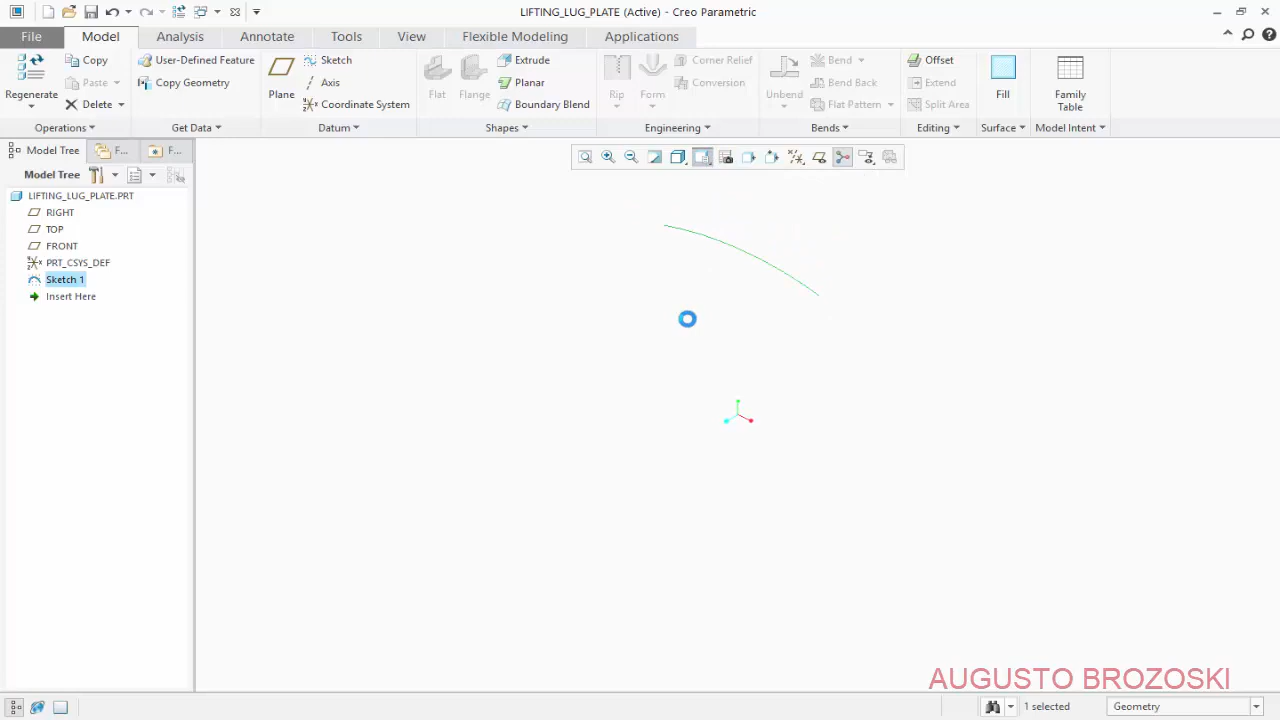 LIFTING_LUG_PLATE (Active) - Creo Parametric
File Model Analysis Annotate Tools View Flexible Modeling Applications
Regenerate Copy Paste Delete Operations
User-Defined Feature Copy Geometry Get Data
Plane Sketch Axis Coordinate System Datum
Flat Flange Extrude Planar Boundary Blend Shapes
Rip Form Corner Relief Conversion Engineering
Unbend Bend Bend Back Flat Pattern Bends
Offset Extend Split Area Editing
Fill Surface
Family Table Model Intent
Model Tree F... F...
Model Tree
LIFTING_LUG_PLATE.PRT
RIGHT
TOP
FRONT
PRT_CSYS_DEF
Sketch 1
Insert Here
AUGUSTO BROZOSKI
1 selected Geometry